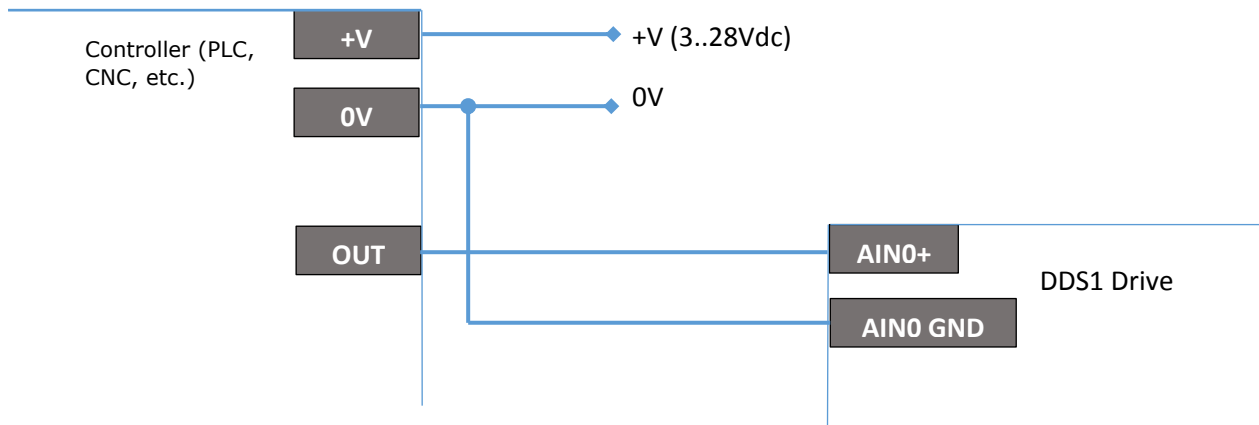 Controller (PLC,
CNC, etc.)
+V
+V (3..28Vdc)
0V
0V
OUT
AIN0+
DDS1 Drive
AIN0 GND